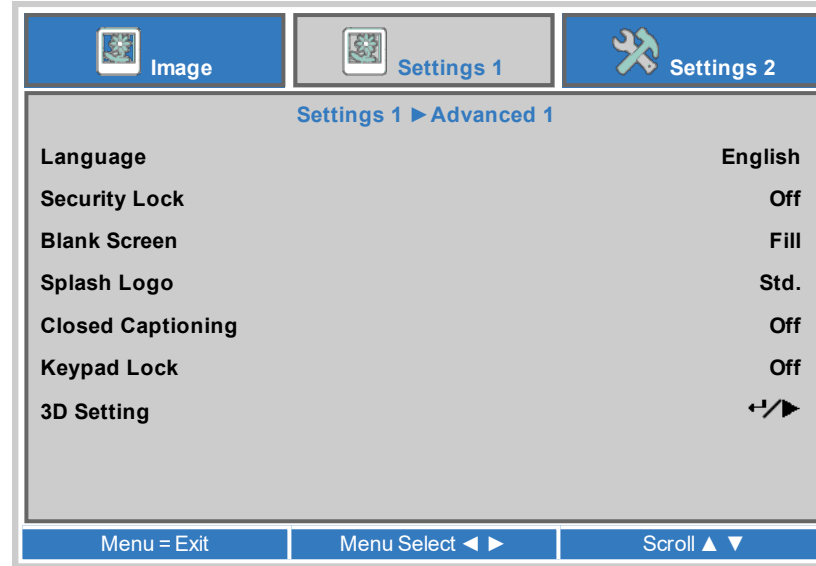 Image Settings 1 Settings 2
Settings 1 ►Advanced 1
Language English
Security Lock Off
Blank Screen Fill
Splash Logo Std.
Closed Captioning Off
Keypad Lock Off
3D Setting ↵/►
Menu = Exit Menu Select ◄ ► Scroll ▲ ▼